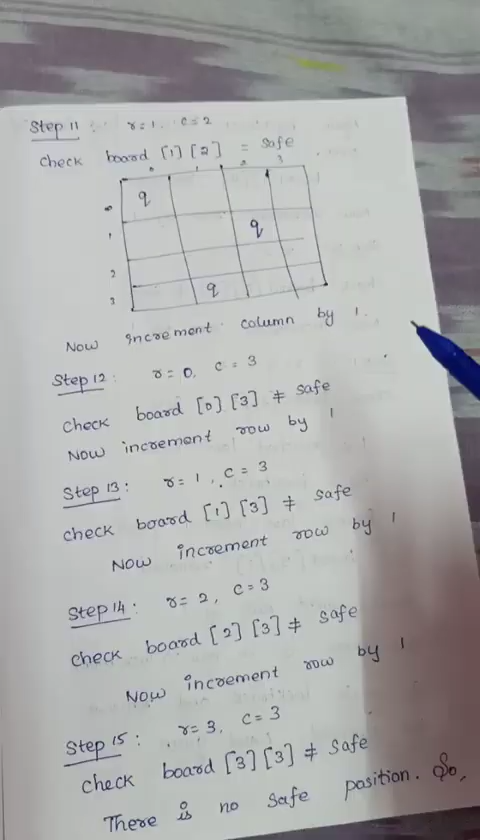 Step 11 r=1, c=2
check board [1][2] = safe
0 1 2 3
0 q
1 q
2
3 q
Now increment column by 1.
Step 12: r=0, c=3
check board [0][3] ≠ safe
Now increment row by 1
Step 13: r=1, c=3
check board [1][3] ≠ safe
Now increment row by 1
Step 14: r=2, c=3
check board [2][3] ≠ safe
Now increment row by 1
Step 15: r=3, c=3
check board [3][3] ≠ safe
There is no safe position. So,